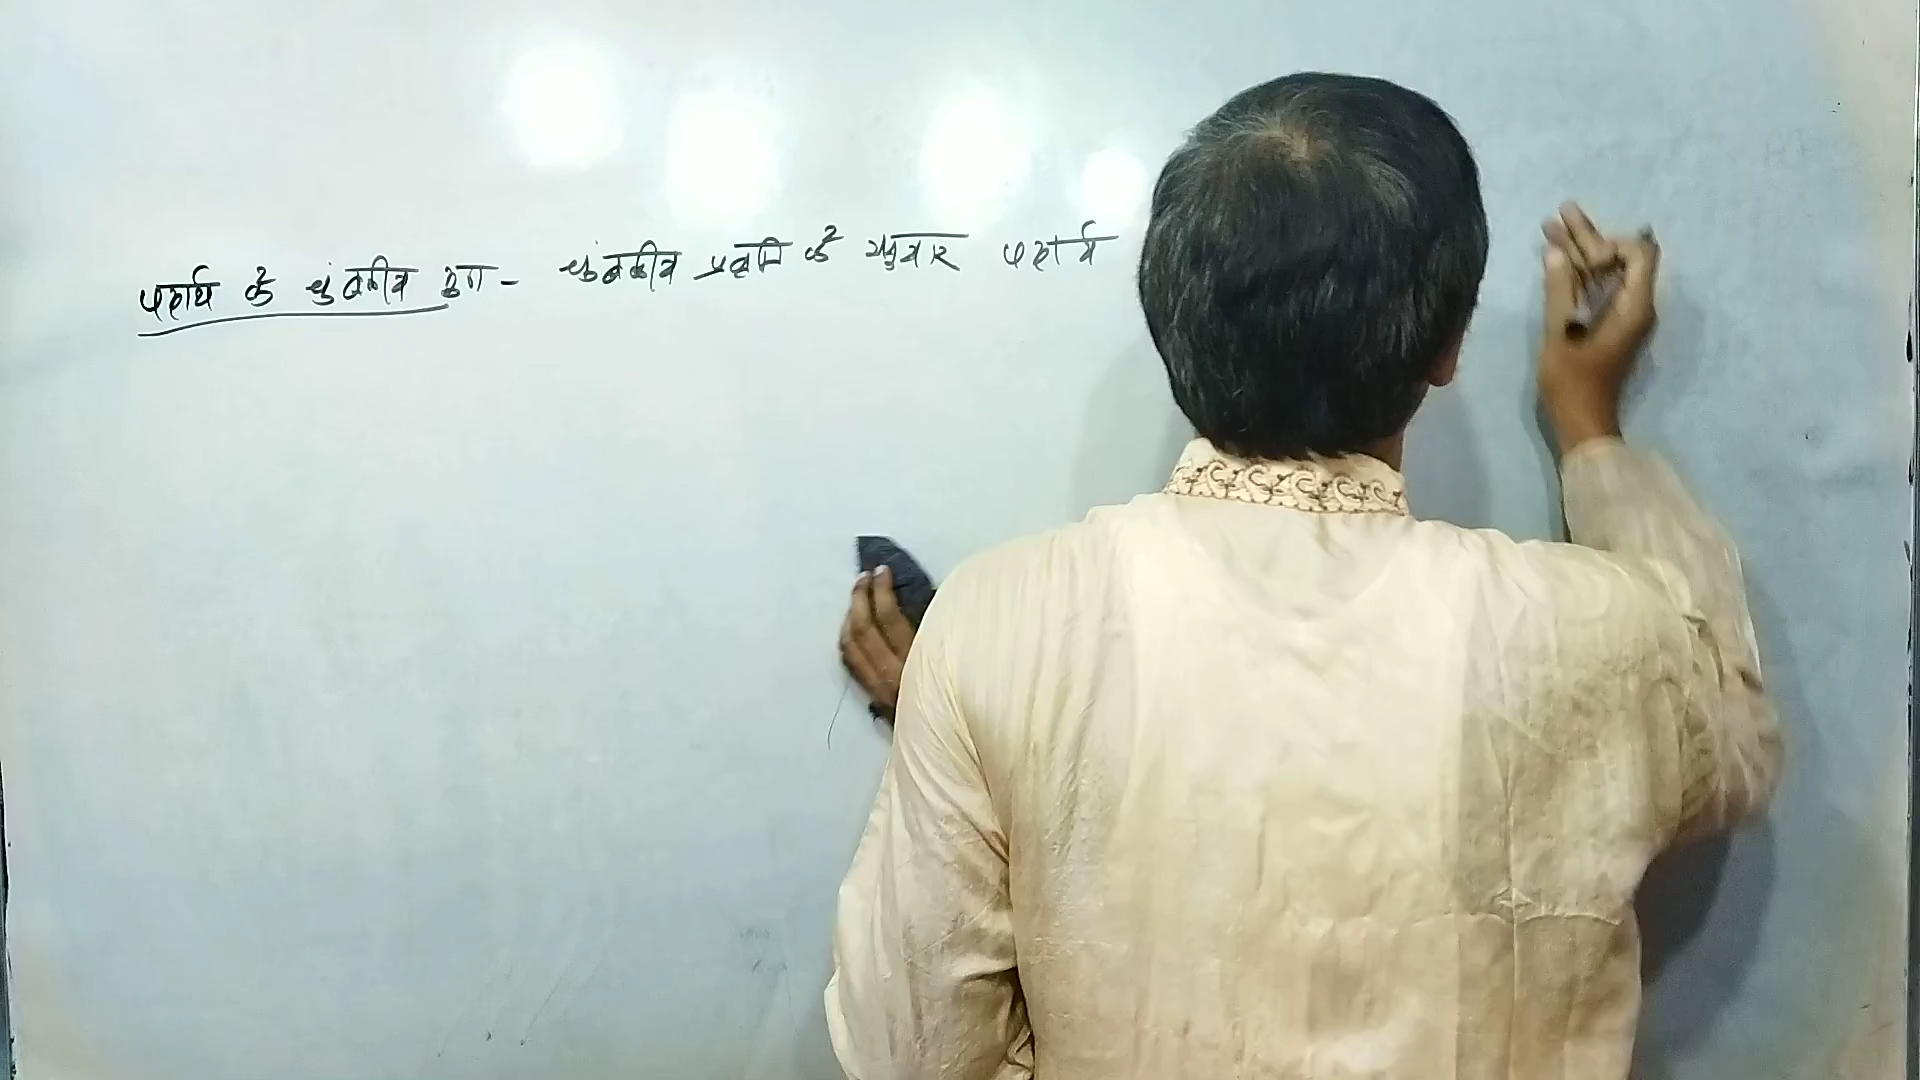 पदार्थ के चुंबकीय गुण - चुंबकीय प्रवृत्ति के अनुसार पदार्थ